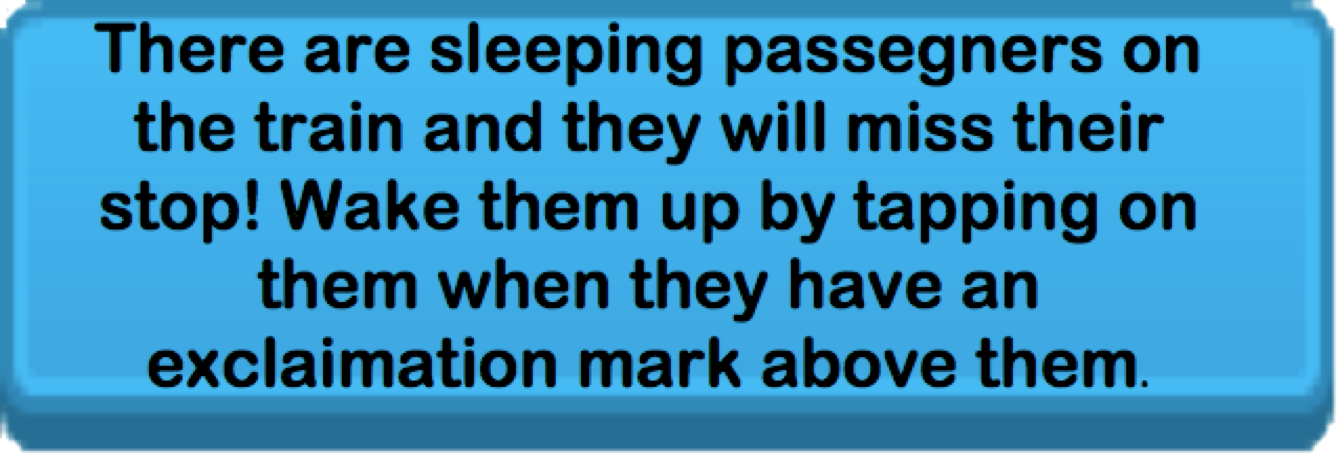 There are sleeping passegners on
the train and they will miss their
stop! Wake them up by tapping on
them when they have an
exclaimation mark above them.